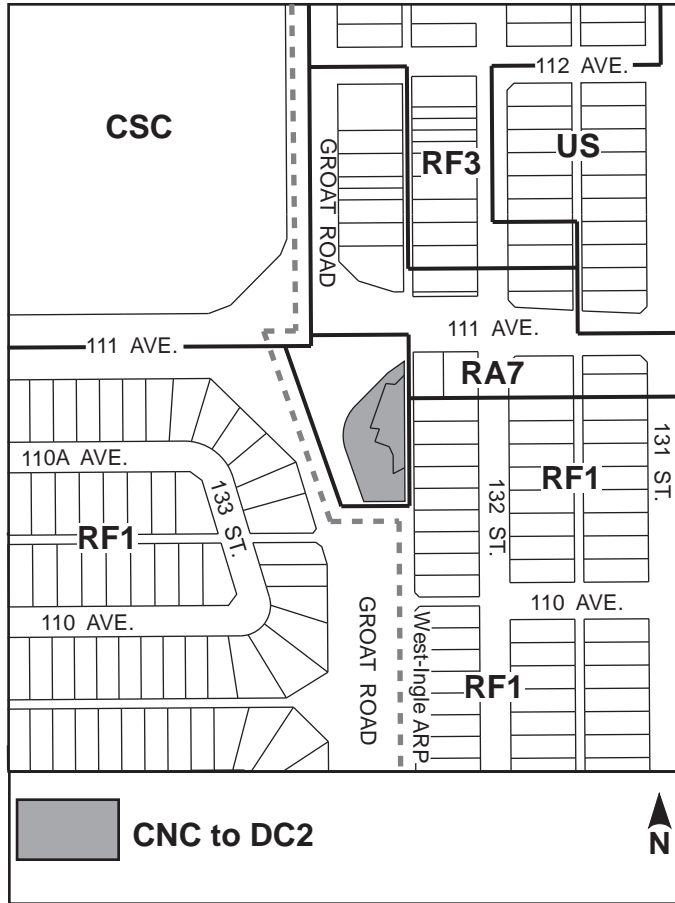 112 AVE.
CSC
US
GROAT ROAD
RF3
111 AVE.
111 AVE.
RA7
131 ST.
110A AVE.
133 ST.
132 ST.
RF1
RF1
110 AVE.
110 AVE.
GROAT ROAD
West-Ingle ARP
RF1
CNC to DC2
N